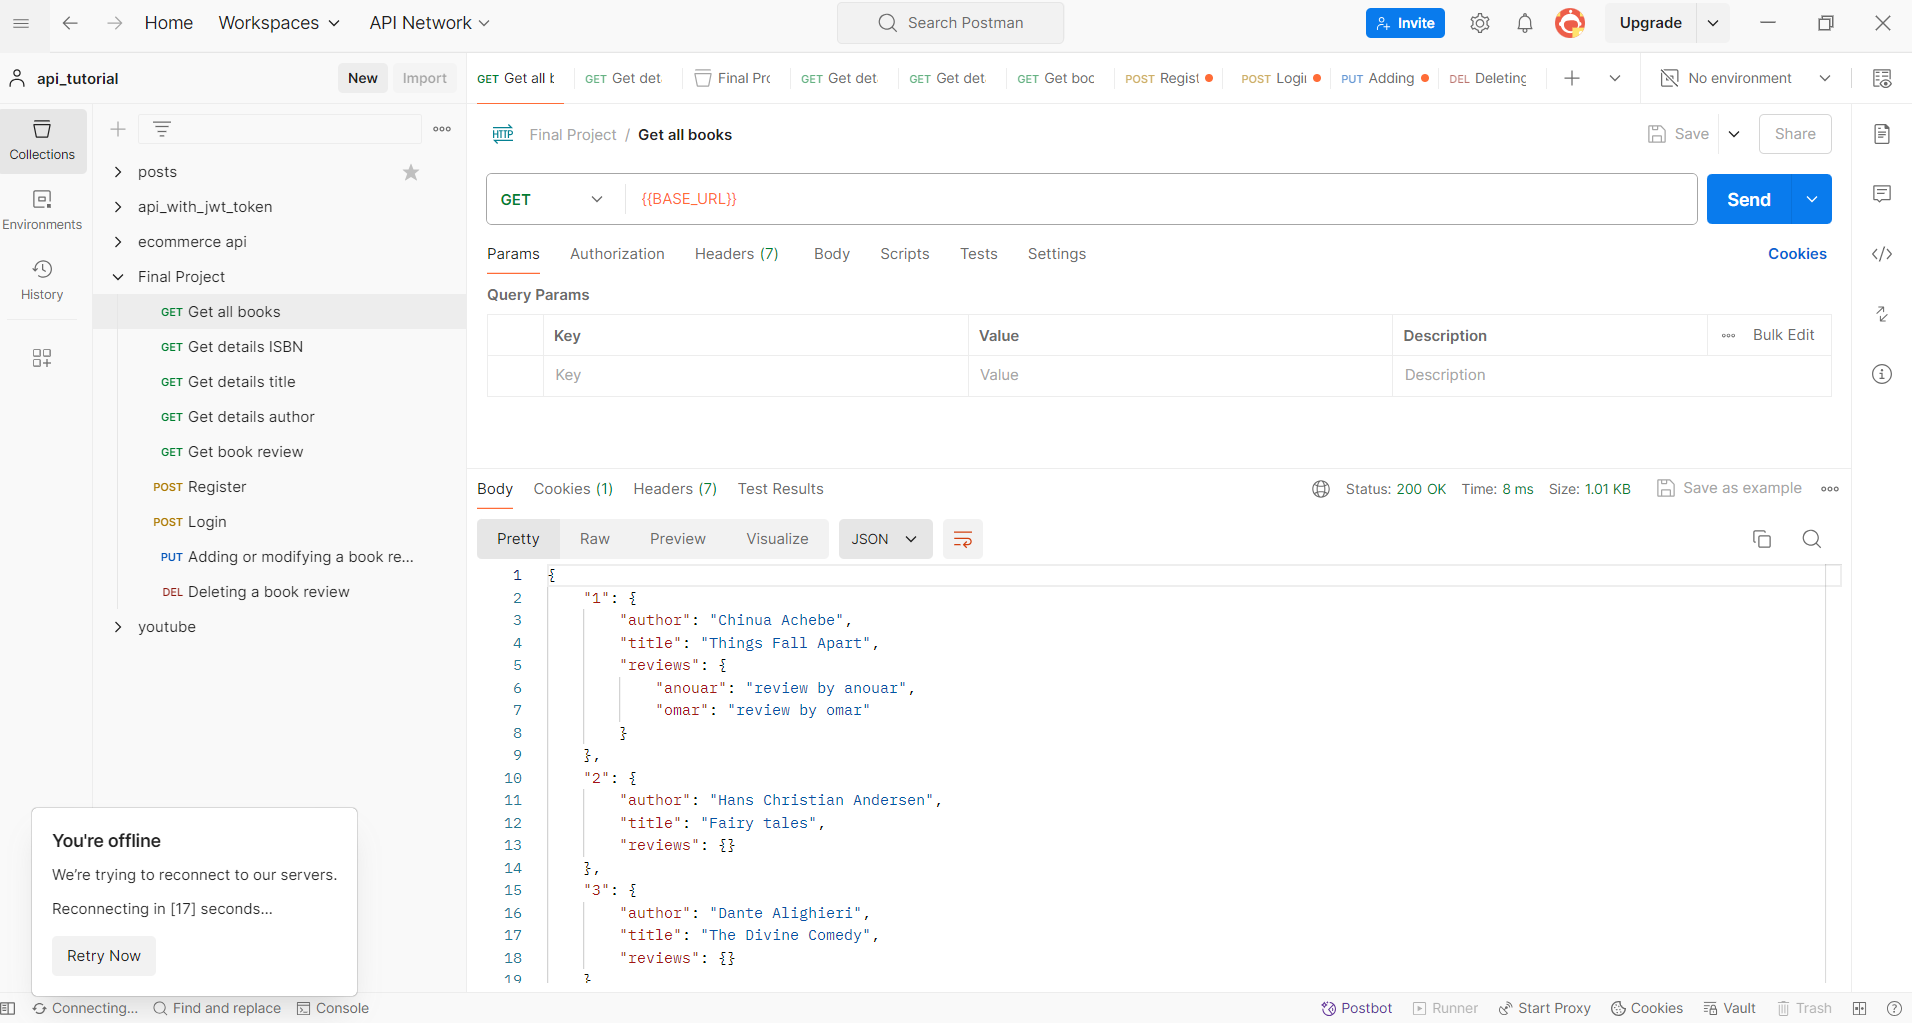 Home Workspaces API Network Search Postman Invite Upgrade
api_tutorial New Import
GET Get all b GET Get det Final Pr GET Get det GET Get det GET Get boc POST Regist POST Logi PUT Adding DEL Deleting No environment
Collections
Environments
History
posts
api_with_jwt_token
ecommerce api
Final Project
GET Get all books
GET Get details ISBN
GET Get details title
GET Get details author
GET Get book review
POST Register
POST Login
PUT Adding or modifying a book re...
DEL Deleting a book review
youtube
HTTP Final Project / Get all books Save Share
GET {{BASE_URL}} Send
Params Authorization Headers (7) Body Scripts Tests Settings Cookies
Query Params
Key Value Description Bulk Edit
Key Value Description
Body Cookies (1) Headers (7) Test Results Status: 200 OK Time: 8 ms Size: 1.01 KB Save as example
Pretty Raw Preview Visualize JSON
1 {
2 "1": {
3 "author": "Chinua Achebe",
4 "title": "Things Fall Apart",
5 "reviews": {
6 "anouar": "review by anouar",
7 "omar": "review by omar"
8 }
9 },
10 "2": {
11 "author": "Hans Christian Andersen",
12 "title": "Fairy tales",
13 "reviews": {}
14 },
15 "3": {
16 "author": "Dante Alighieri",
17 "title": "The Divine Comedy",
18 "reviews": {}
19 }
You're offline
We're trying to reconnect to our servers.
Reconnecting in [17] seconds...
Retry Now
Connecting... Find and replace Console Postbot Runner Start Proxy Cookies Vault Trash